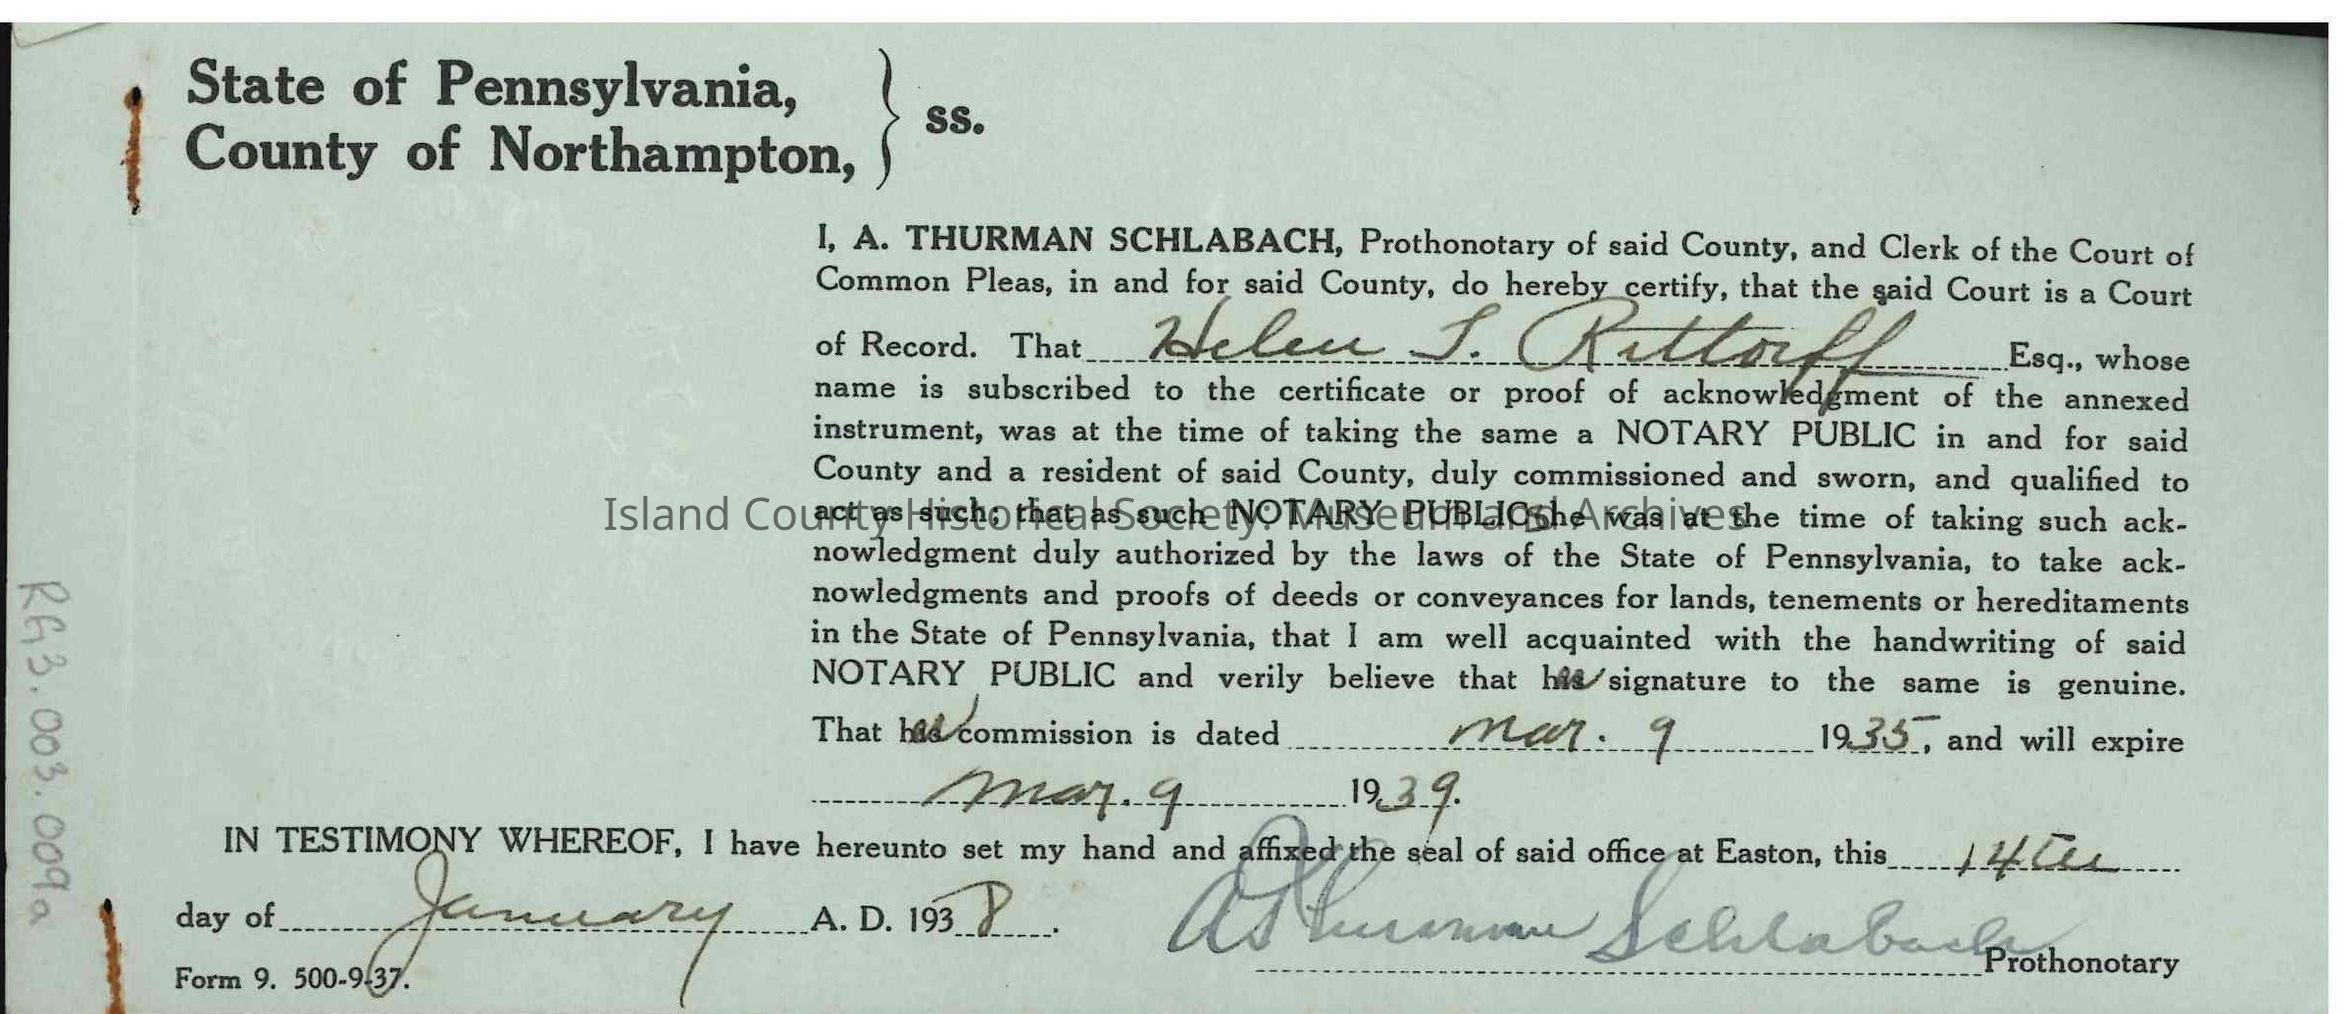 State of Pennsylvania,
County of Northampton,
} ss.
I, A. THURMAN SCHLABACH, Prothonotary of said County, and Clerk of the Court of
Common Pleas, in and for said County, do hereby certify, that the said Court is a Court
of Record. That Helen S. Rittorff Esq., whose
name is subscribed to the certificate or proof of acknowledgment of the annexed
instrument, was at the time of taking the same a NOTARY PUBLIC in and for said
County and a resident of said County, duly commissioned and sworn, and qualified to
act as such; that as such NOTARY PUBLIC she was at the time of taking such ack-
Island County Historical Society Museum and Archives
nowledgment duly authorized by the laws of the State of Pennsylvania, to take ack-
nowledgments and proofs of deeds or conveyances for lands, tenements or hereditaments
in the State of Pennsylvania, that I am well acquainted with the handwriting of said
NOTARY PUBLIC and verily believe that her signature to the same is genuine.
That her commission is dated Mar. 9 1935, and will expire
Mar. 9 1939.
IN TESTIMONY WHEREOF, I have hereunto set my hand and affixed the seal of said office at Easton, this 14th
day of January A. D. 1938.
A Thurman Schlabach
Prothonotary
Form 9. 500-9-37.
RG3.003.009a